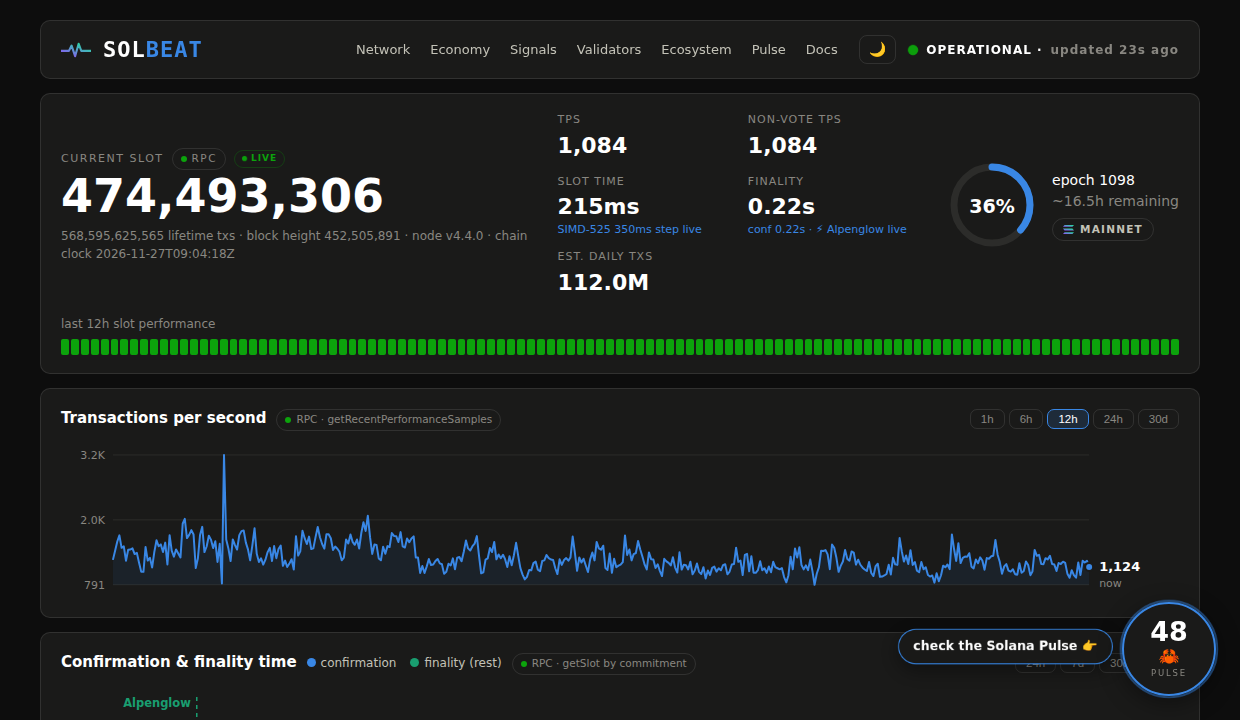 SOLBEAT
Network Economy Signals Validators Ecosystem Pulse Docs
OPERATIONAL · updated 23s ago
CURRENT SLOT RPC LIVE
474,493,306
568,595,625,565 lifetime txs · block height 452,505,891 · node v4.4.0 · chain
clock 2026-11-27T09:04:18Z
TPS
1,084
NON-VOTE TPS
1,084
SLOT TIME
215ms
SIMD-525 350ms step live
FINALITY
0.22s
conf 0.22s · ⚡ Alpenglow live
EST. DAILY TXS
112.0M
36%
epoch 1098
~16.5h remaining
MAINNET
last 12h slot performance
Transactions per second RPC · getRecentPerformanceSamples
1h 6h 12h 24h 30d
3.2K
2.0K
791
1,124
now
Confirmation & finality time confirmation finality (rest) RPC · getSlot by commitment
Alpenglow
check the Solana Pulse 👉
48
🦀
PULSE